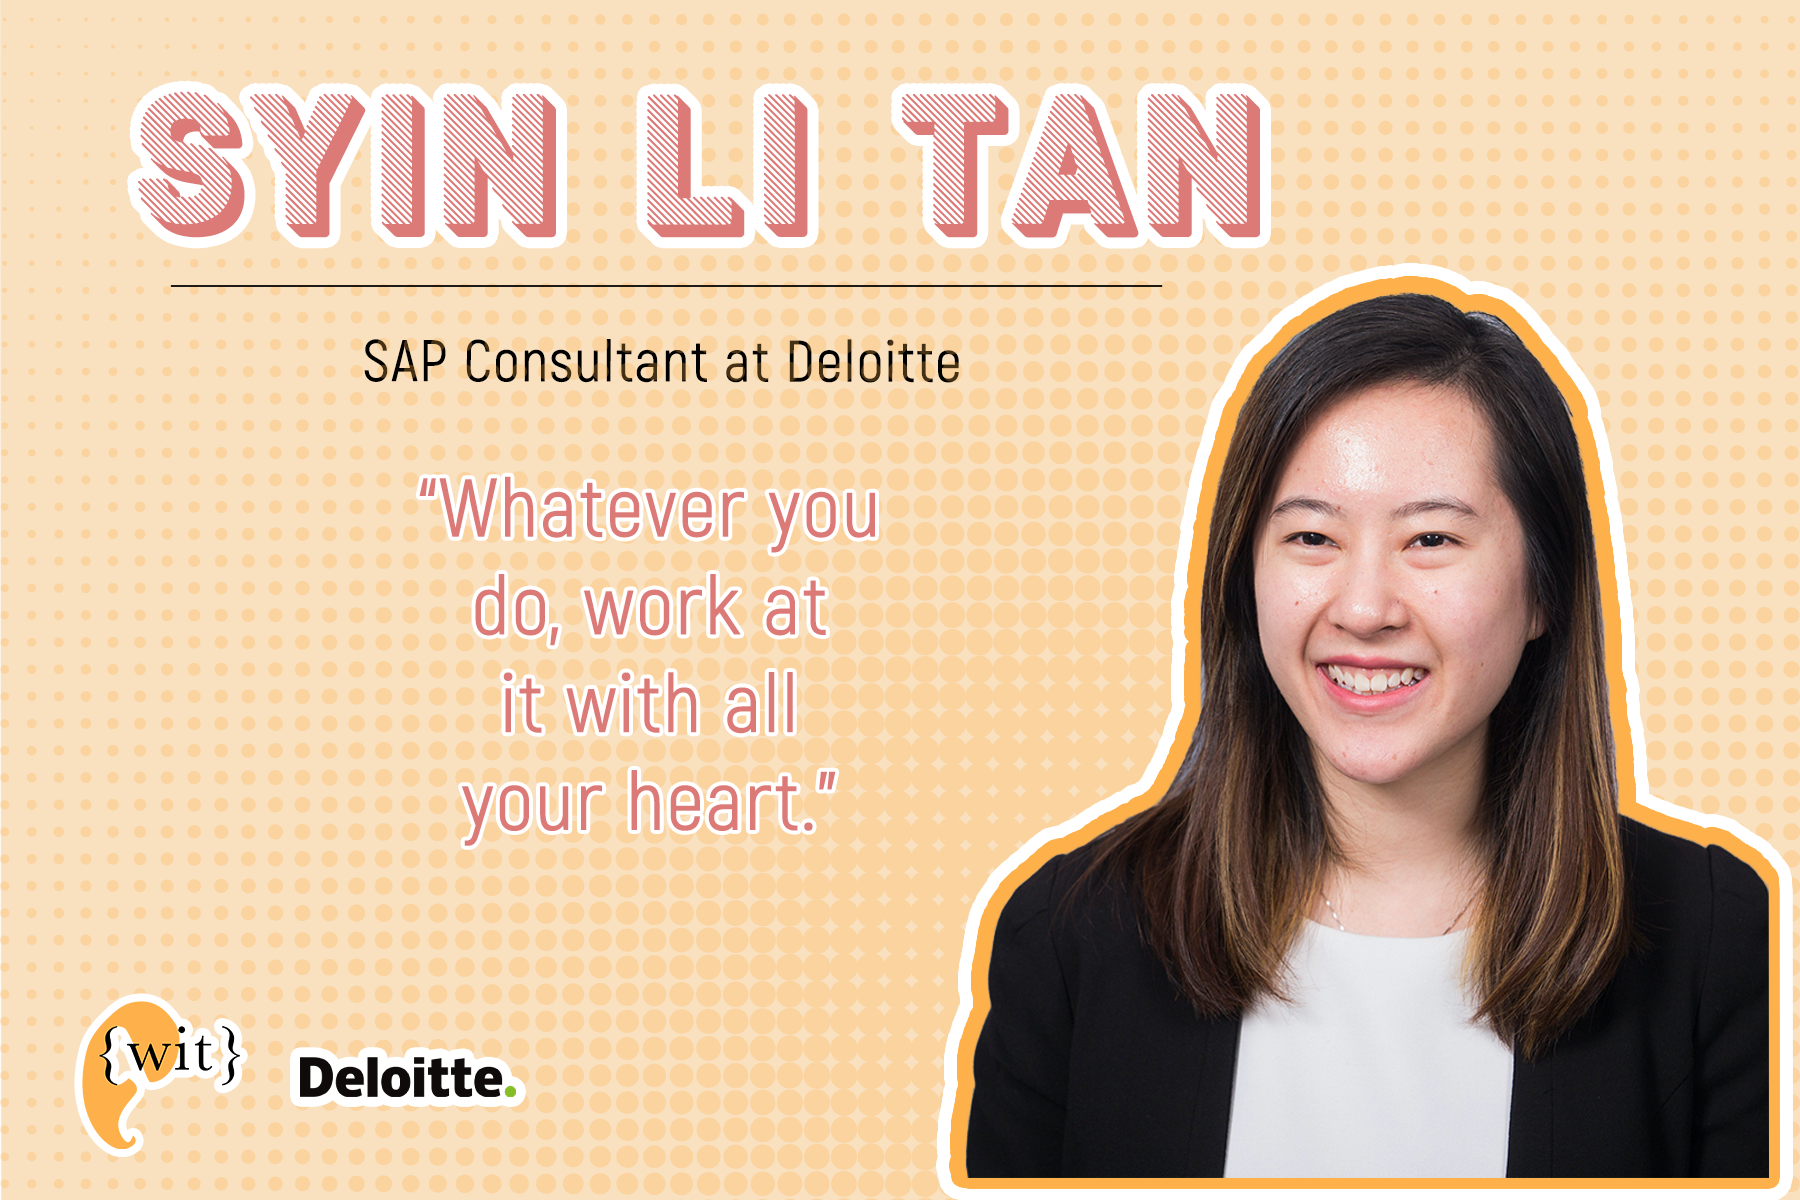 SYIN LI TAN
SAP Consultant at Deloitte
“Whatever you
do, work at
it with all
your heart.”
{wit}
Deloitte.